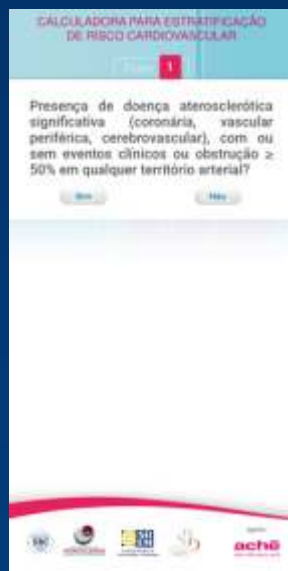 CALCULADORA PARA ESTRATIFICAÇÃO
DE RISCO CARDIOVASCULAR
1
Presença de doença aterosclerótica
significativa (coronária, vascular
periférica, cerebrovascular), com ou
sem eventos clínicos ou obstrução ≥
50% em qualquer território arterial?
Sim Não
achē